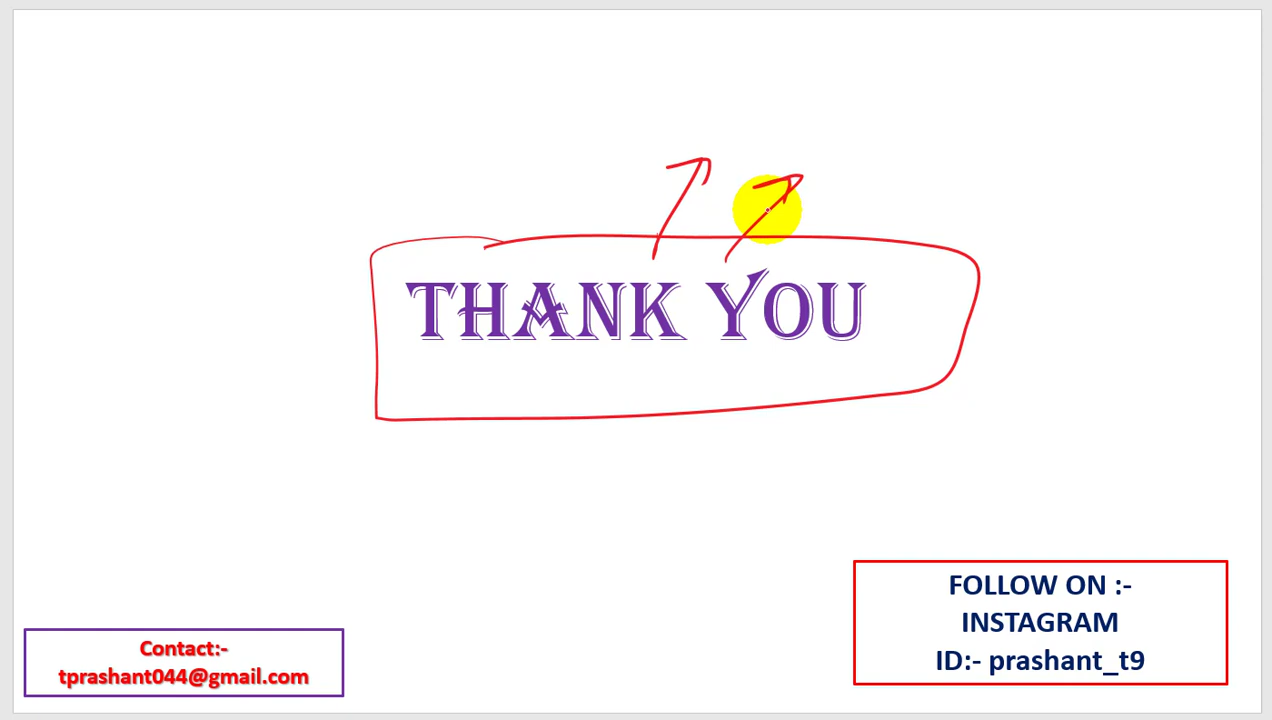 THANK YOU
Contact:-
tprashant044@gmail.com
FOLLOW ON :-
INSTAGRAM
ID:- prashant_t9